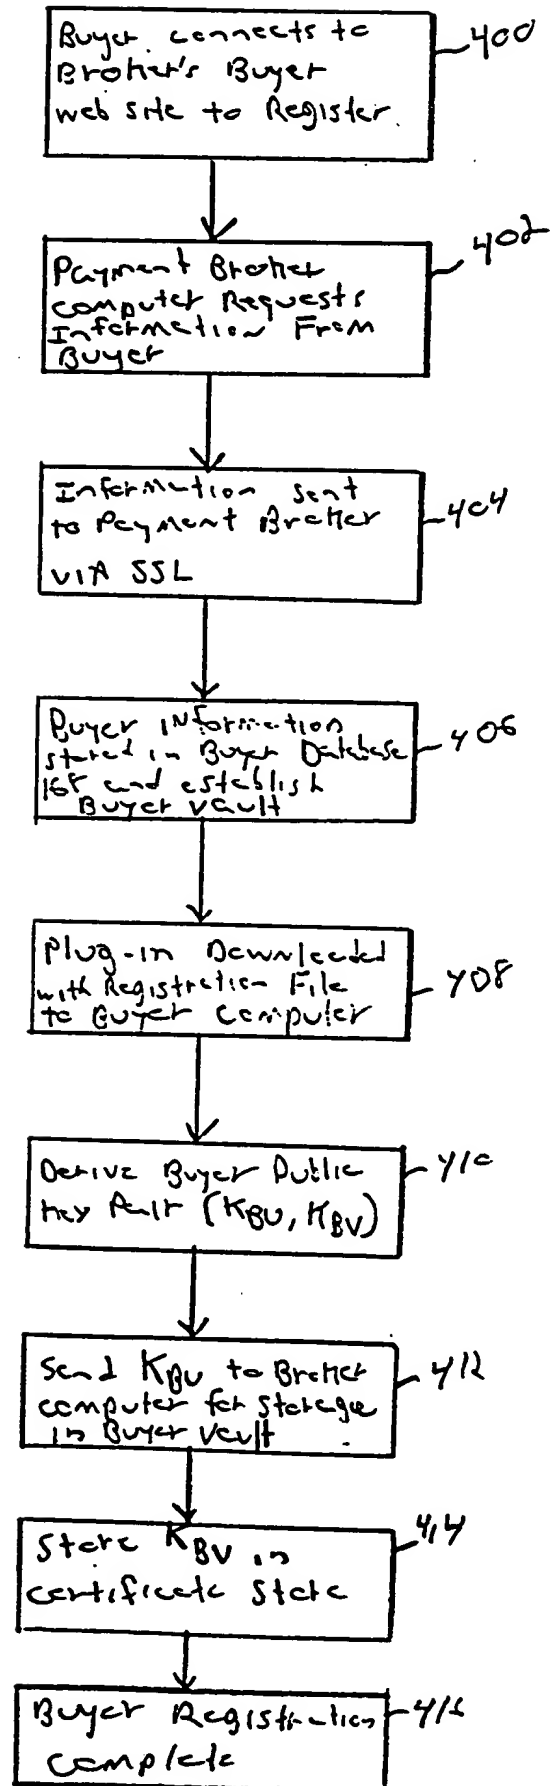 Buyer connects to
Broker's Buyer
web site to Register.
400
Payment Broker
computer Requests
Information From
Buyer
402
Information sent
to Payment Broker
VIA SSL
404
Buyer INformation
stored in Buyer Database
168 and establish
Buyer vault
406
Plug-in Downloaded
with Registration File
to Buyer Computer
408
Derive Buyer Public
Key Pair (KBU, KBV)
410
Send KBU to Broker
computer for storage
in Buyer Vault
412
Store KBV in
certificate store
414
Buyer Registration
complete
416